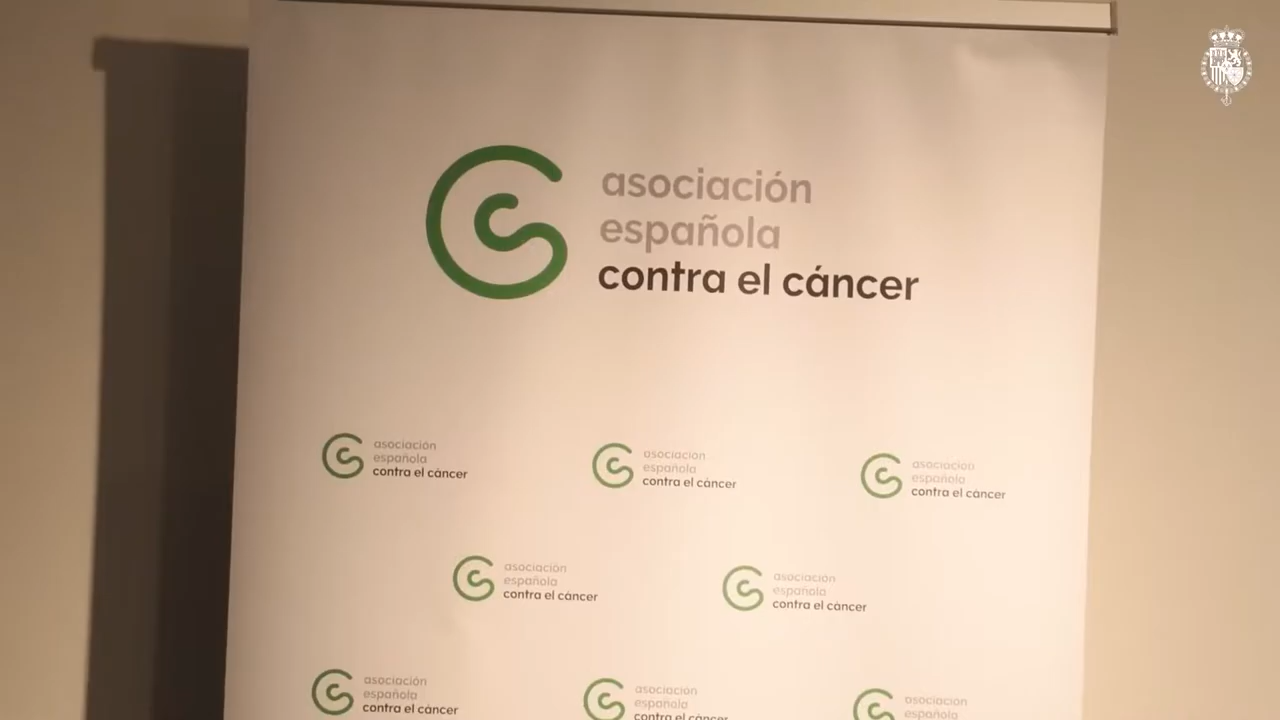 asociación
española
contra el cáncer
asociación
española
contra el cáncer
asociación
española
contra el cáncer
asociación
española
contra el cáncer
asociación
española
contra el cáncer
asociación
española
contra el cáncer
asociación
española
contra el cáncer
asociación
española
contra el cáncer
asociación
española